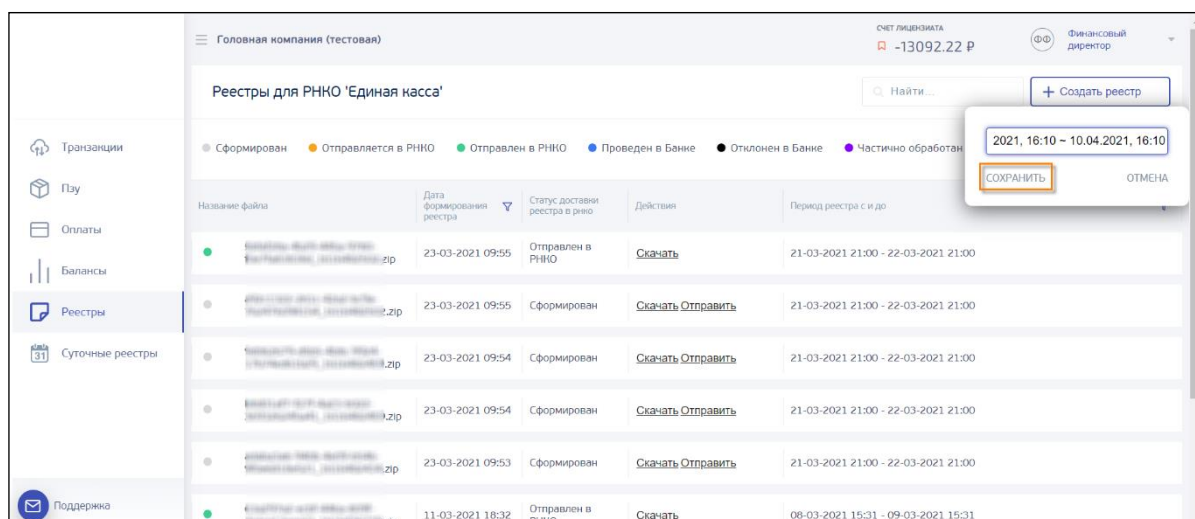 Головная компания (тестовая)
СЧЕТ ЛИЦЕНЗИАТА
-13092.22 ₽
ФФ
Финансовый
директор
Реестры для РНКО 'Единая касса'
Найти...
+ Создать реестр
2021, 16:10 ~ 10.04.2021, 16:10
СОХРАНИТЬ ОТМЕНА
Транзакции
Пзу
Оплаты
Балансы
Реестры
31 Суточные реестры
Поддержка
Сформирован Отправляется в РНКО Отправлен в РНКО Проведен в Банке Отклонен в Банке Частично обработан
Название файла
Дата
формирования
реестра
Статус доставки
реестра в рнко
Действия
Период реестра с и до
.zip 23-03-2021 09:55 Отправлен в
РНКО
Скачать 21-03-2021 21:00 - 22-03-2021 21:00
.zip 23-03-2021 09:55 Сформирован Скачать Отправить 21-03-2021 21:00 - 22-03-2021 21:00
.zip 23-03-2021 09:54 Сформирован Скачать Отправить 21-03-2021 21:00 - 22-03-2021 21:00
.zip 23-03-2021 09:54 Сформирован Скачать Отправить 21-03-2021 21:00 - 22-03-2021 21:00
.zip 23-03-2021 09:53 Сформирован Скачать Отправить 21-03-2021 21:00 - 22-03-2021 21:00
11-03-2021 18:32 Отправлен в
Скачать 08-03-2021 15:31 - 09-03-2021 15:31